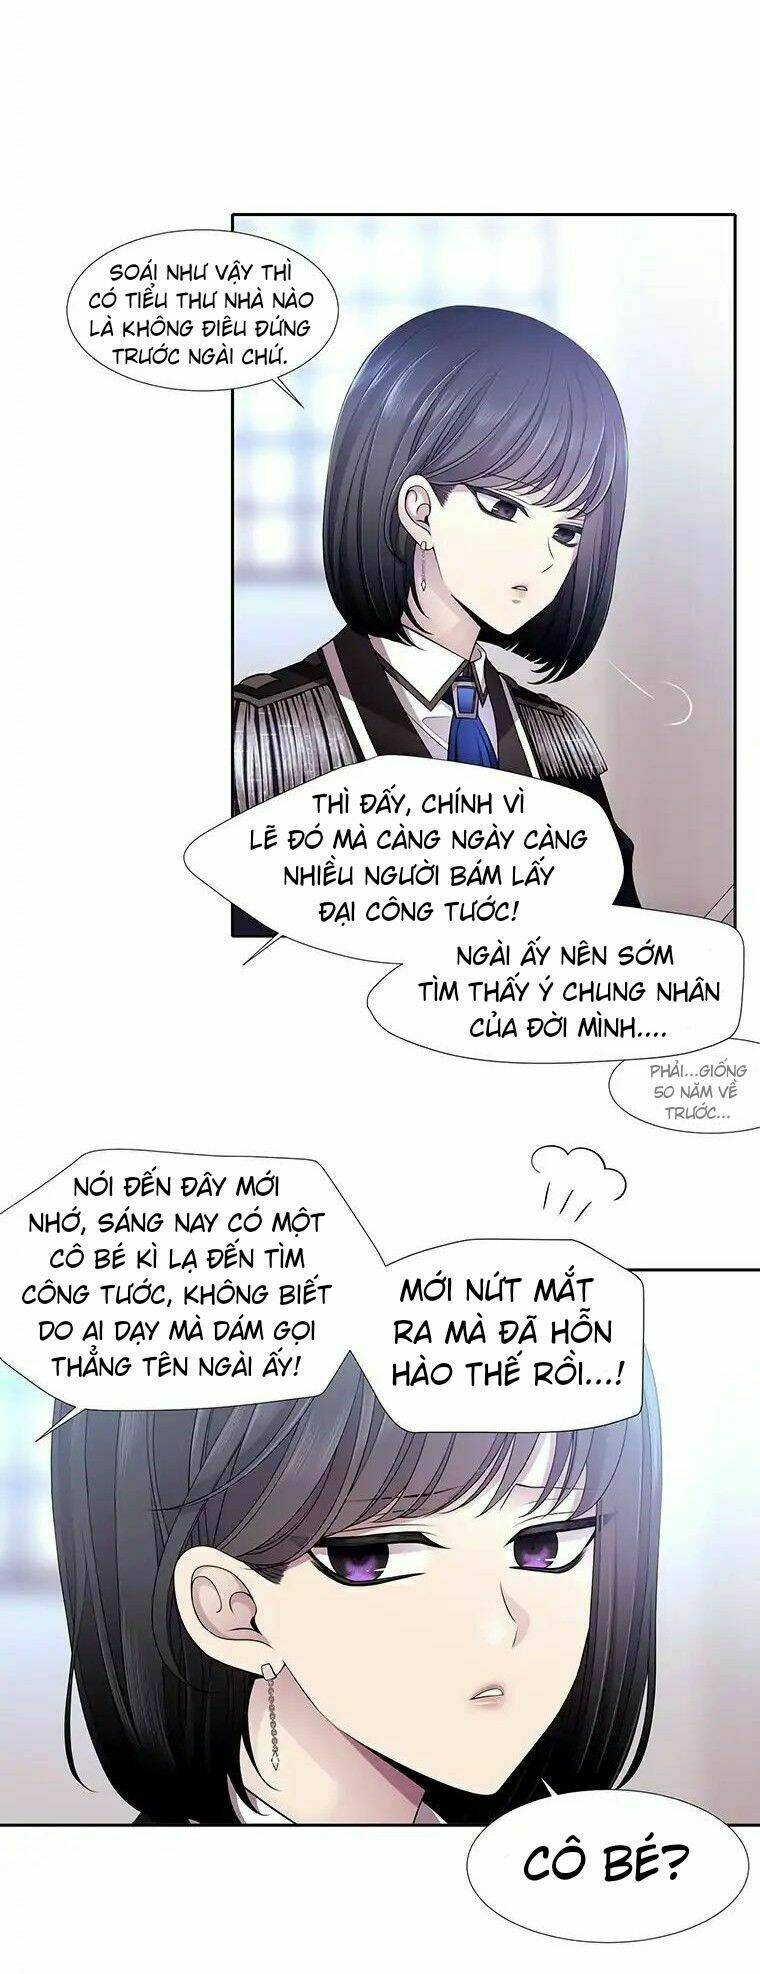 SOÁI NHƯ VẬY THÌ
CÓ TIỂU THƯ NHÀ NÀO
LÀ KHÔNG ĐIÊU ĐỨNG
TRƯỚC NGÀI CHỨ.
THÌ ĐẤY, CHÍNH VÌ
LẼ ĐÓ MÀ CÀNG NGÀY CÀNG
NHIỀU NGƯỜI BÁM LẤY
ĐẠI CÔNG TƯỚC!
NGÀI ẤY NÊN SỚM
TÌM THẤY Ý CHUNG NHÂN
CỦA ĐỜI MÌNH....
PHẢI...GIỐNG
50 NĂM VỀ
TRƯỚC...
NÓI ĐẾN ĐÂY MỚI
NHỚ, SÁNG NAY CÓ MỘT
CÔ BÉ KÌ LẠ ĐẾN TÌM
CÔNG TƯỚC, KHÔNG BIẾT
DO AI DẠY MÀ DÁM GỌI
THẲNG TÊN NGÀI ẤY!
MỚI NỨT MẮT
RA MÀ ĐÃ HỖN
HÀO THẾ RỒI...!
CÔ BÉ?